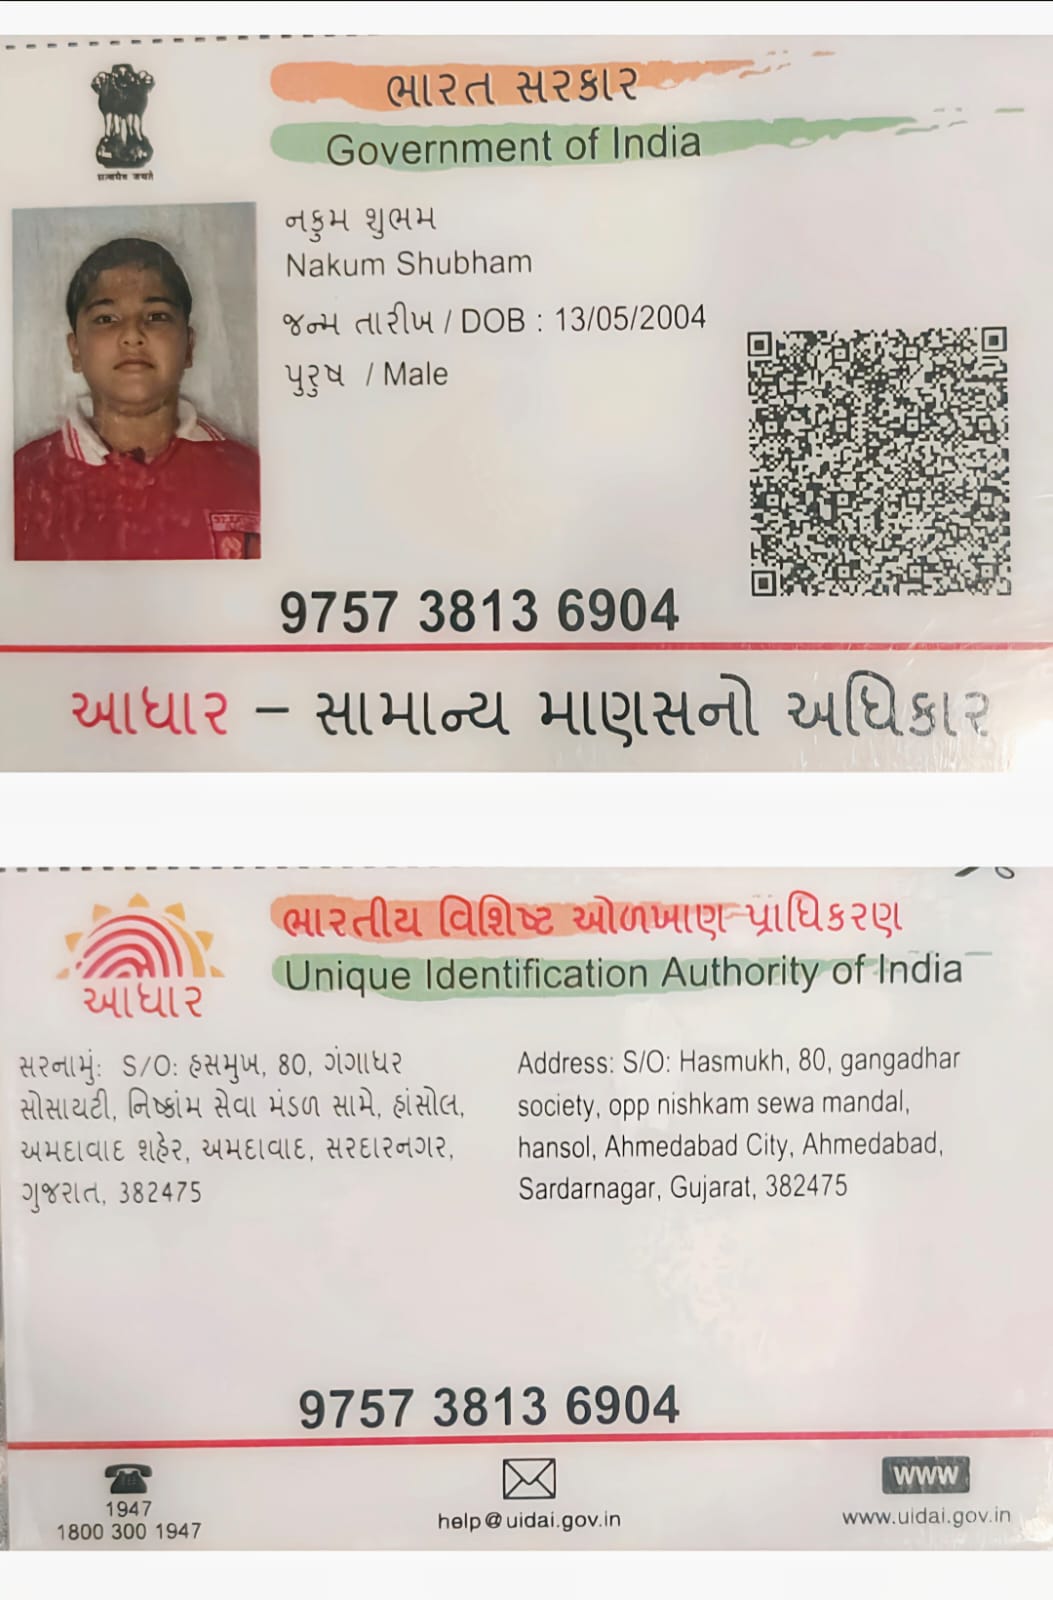 सत्यमेव जयते
ભારત સરકાર
Government of India
નકુમ શુભમ
Nakum Shubham
જન્મ તારીખ / DOB : 13/05/2004
પુરુષ / Male
9757 3813 6904
આધાર – સામાન્ય માણસનો અધિકાર
ભારતીય વિશિષ્ટ ઓળખાણ પ્રાધિકરણ
Unique Identification Authority of India
આધાર
સરનામું: S/O: હસમુખ, 80, ગંગાધર
સોસાયટી, નિષ્કામ સેવા મંડળ સામે, હાંસોલ,
અમદાવાદ શહેર, અમદાવાદ, સરદારનગર,
ગુજરાત, 382475
Address: S/O: Hasmukh, 80, gangadhar
society, opp nishkam sewa mandal,
hansol, Ahmedabad City, Ahmedabad,
Sardarnagar, Gujarat, 382475
9757 3813 6904
1947
1800 300 1947
help@uidai.gov.in
www
www.uidai.gov.in